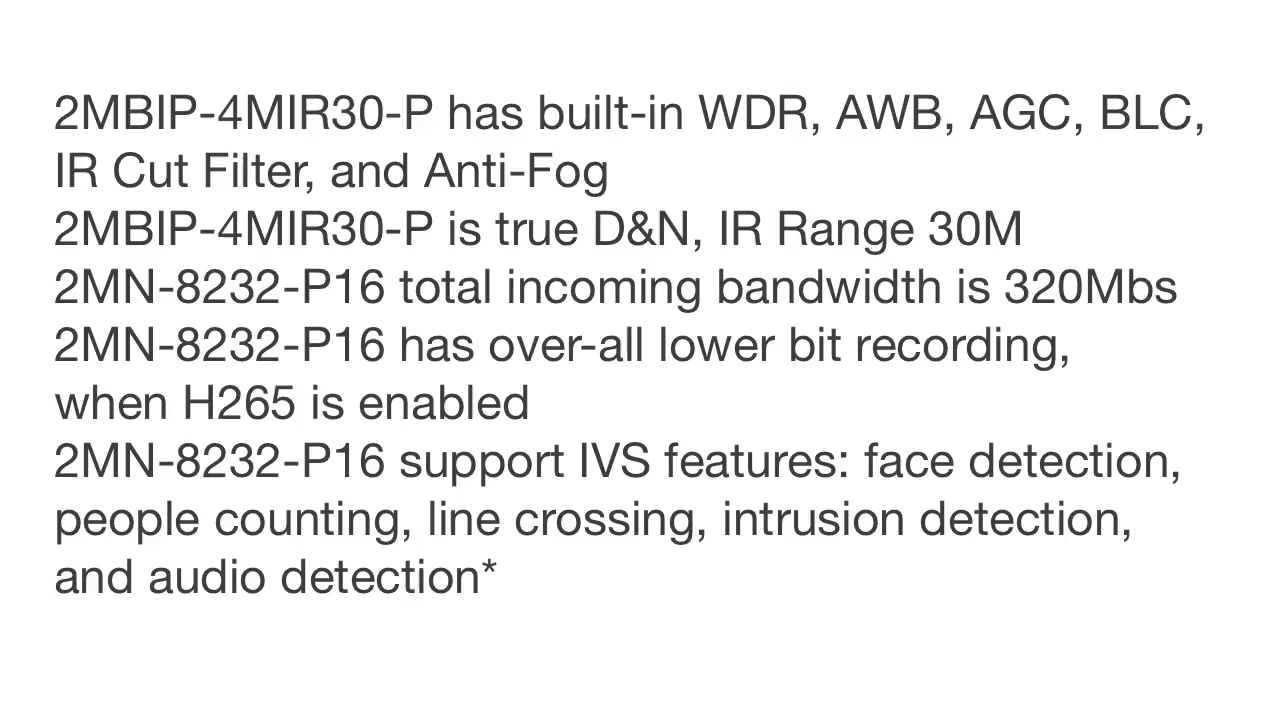 2MBIP-4MIR30-P has built-in WDR, AWB, AGC, BLC,
IR Cut Filter, and Anti-Fog
2MBIP-4MIR30-P is true D&N, IR Range 30M
2MN-8232-P16 total incoming bandwidth is 320Mbs
2MN-8232-P16 has over-all lower bit recording,
when H265 is enabled
2MN-8232-P16 support IVS features: face detection,
people counting, line crossing, intrusion detection,
and audio detection*